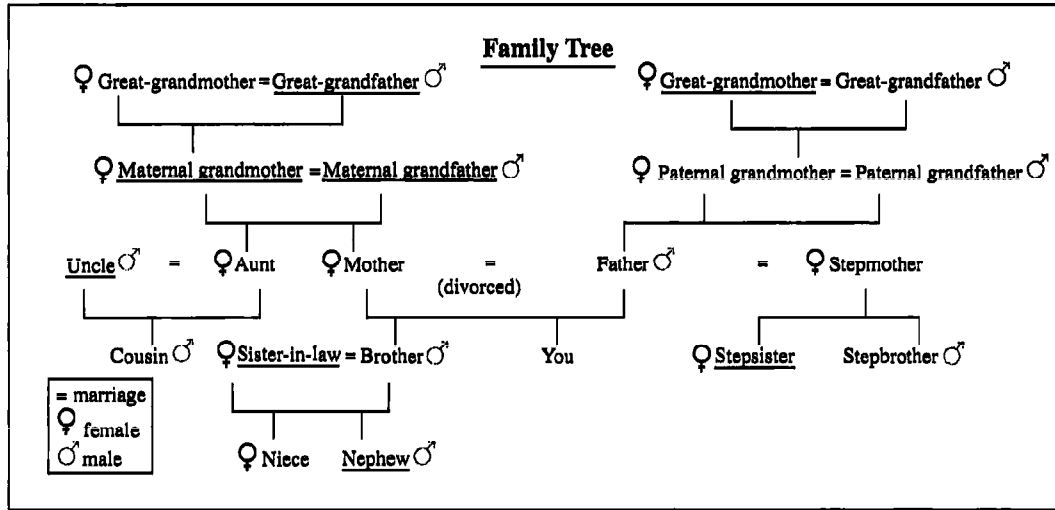 Family Tree
♀ Great-grandmother = Great-grandfather ♂ ♀ Great-grandmother = Great-grandfather ♂
♀ Maternal grandmother = Maternal grandfather ♂ ♀ Paternal grandmother = Paternal grandfather ♂
Uncle ♂ = ♀ Aunt ♀ Mother = Father ♂ = ♀ Stepmother
(divorced)
Cousin ♂ ♀ Sister-in-law = Brother ♂ You ♀ Stepsister Stepbrother ♂
= marriage
♀ female
♂ male
♀ Niece Nephew ♂